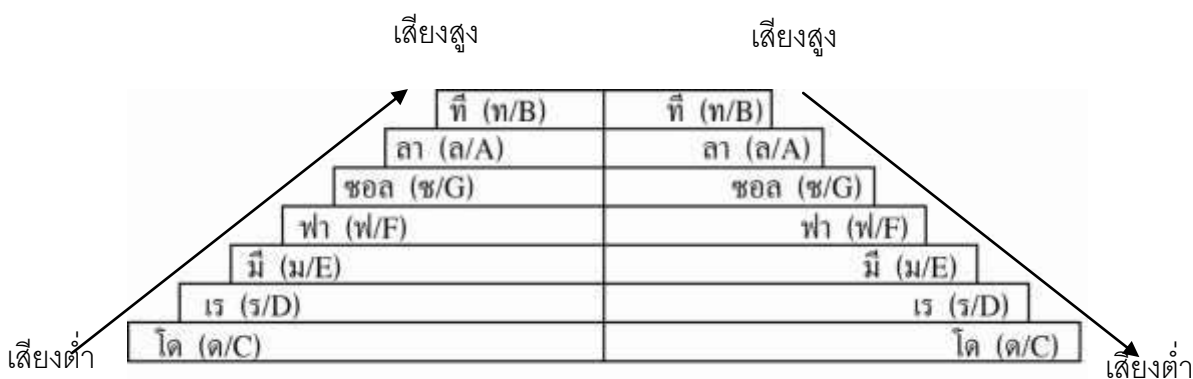 เสียงสูง เสียงสูง
ที (ท/B) ที (ท/B)
ลา (ล/A) ลา (ล/A)
ซอล (ซ/G) ซอล (ซ/G)
ฟา (ฟ/F) ฟา (ฟ/F)
มี (ม/E) มี (ม/E)
เร (ร/D) เร (ร/D)
โด (ด/C) โด (ด/C)
เสียงต่ำ เสียงต่ำ